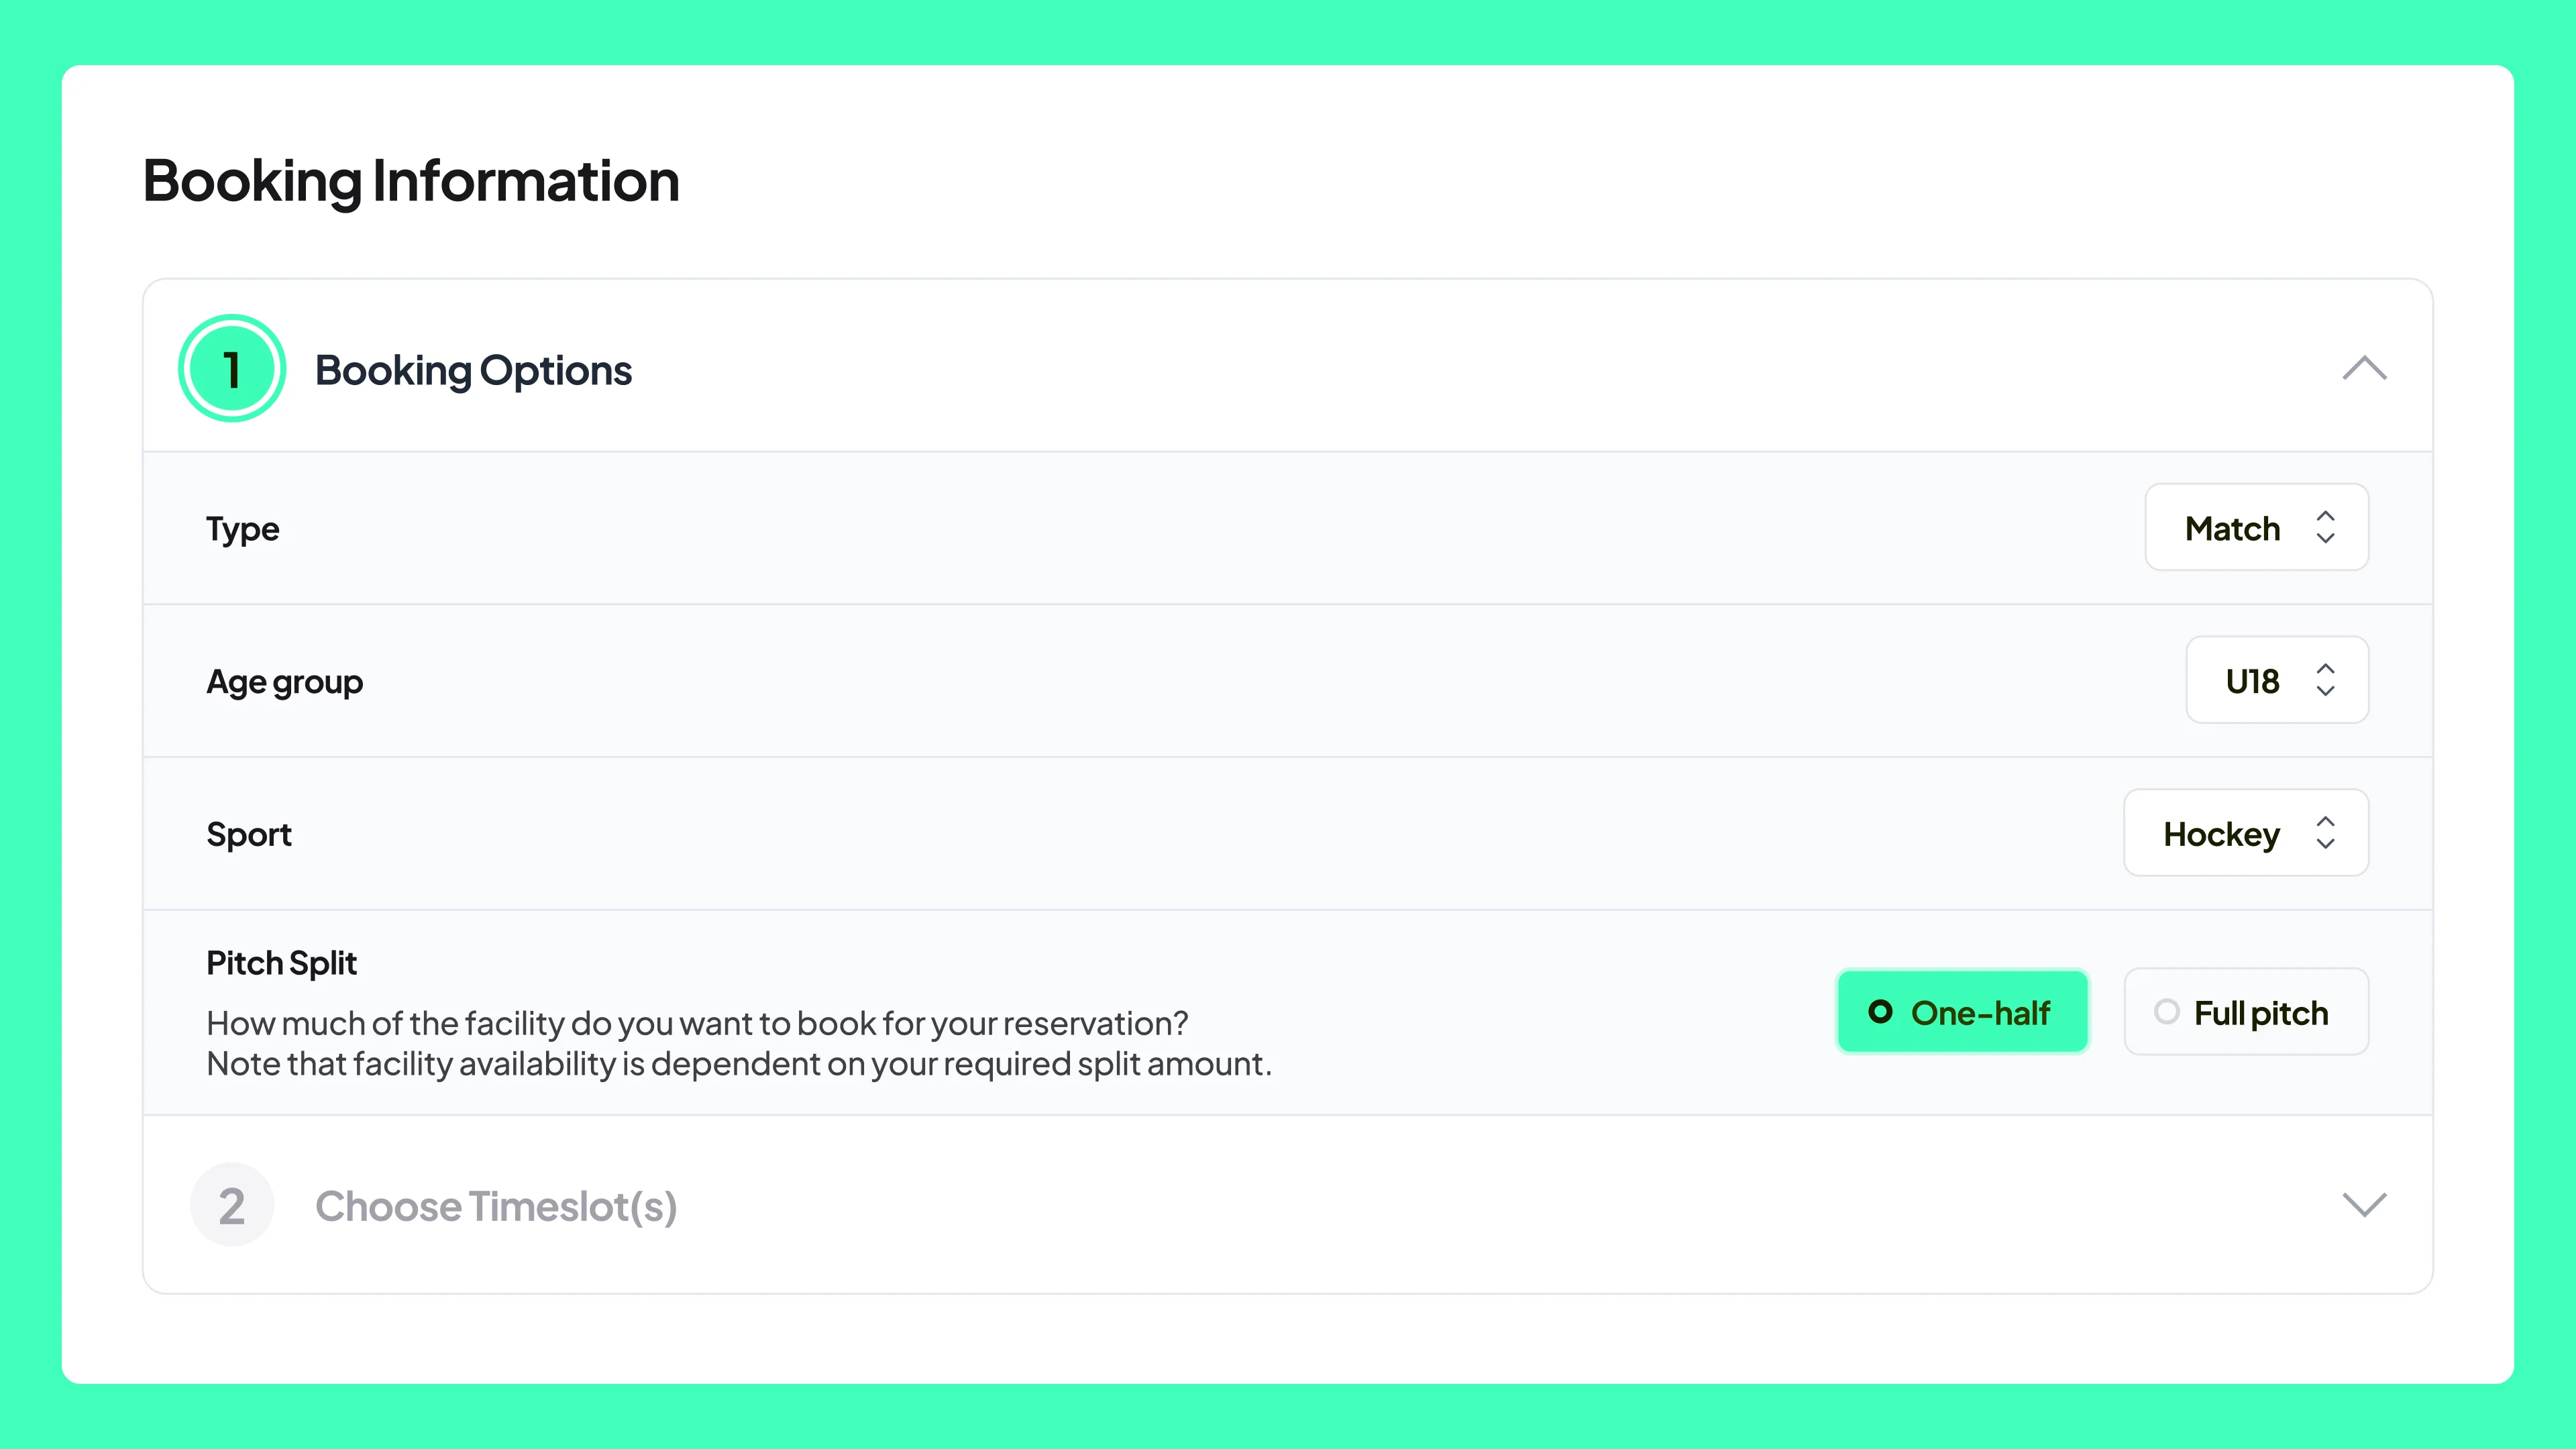 Booking Information
1
Booking Options
Type
Match
Age group
U18
Sport
Hockey
Pitch Split
How much of the facility do you want to book for your reservation?
Note that facility availability is dependent on your required split amount.
One-half
Full pitch
2
Choose Timeslot(s)